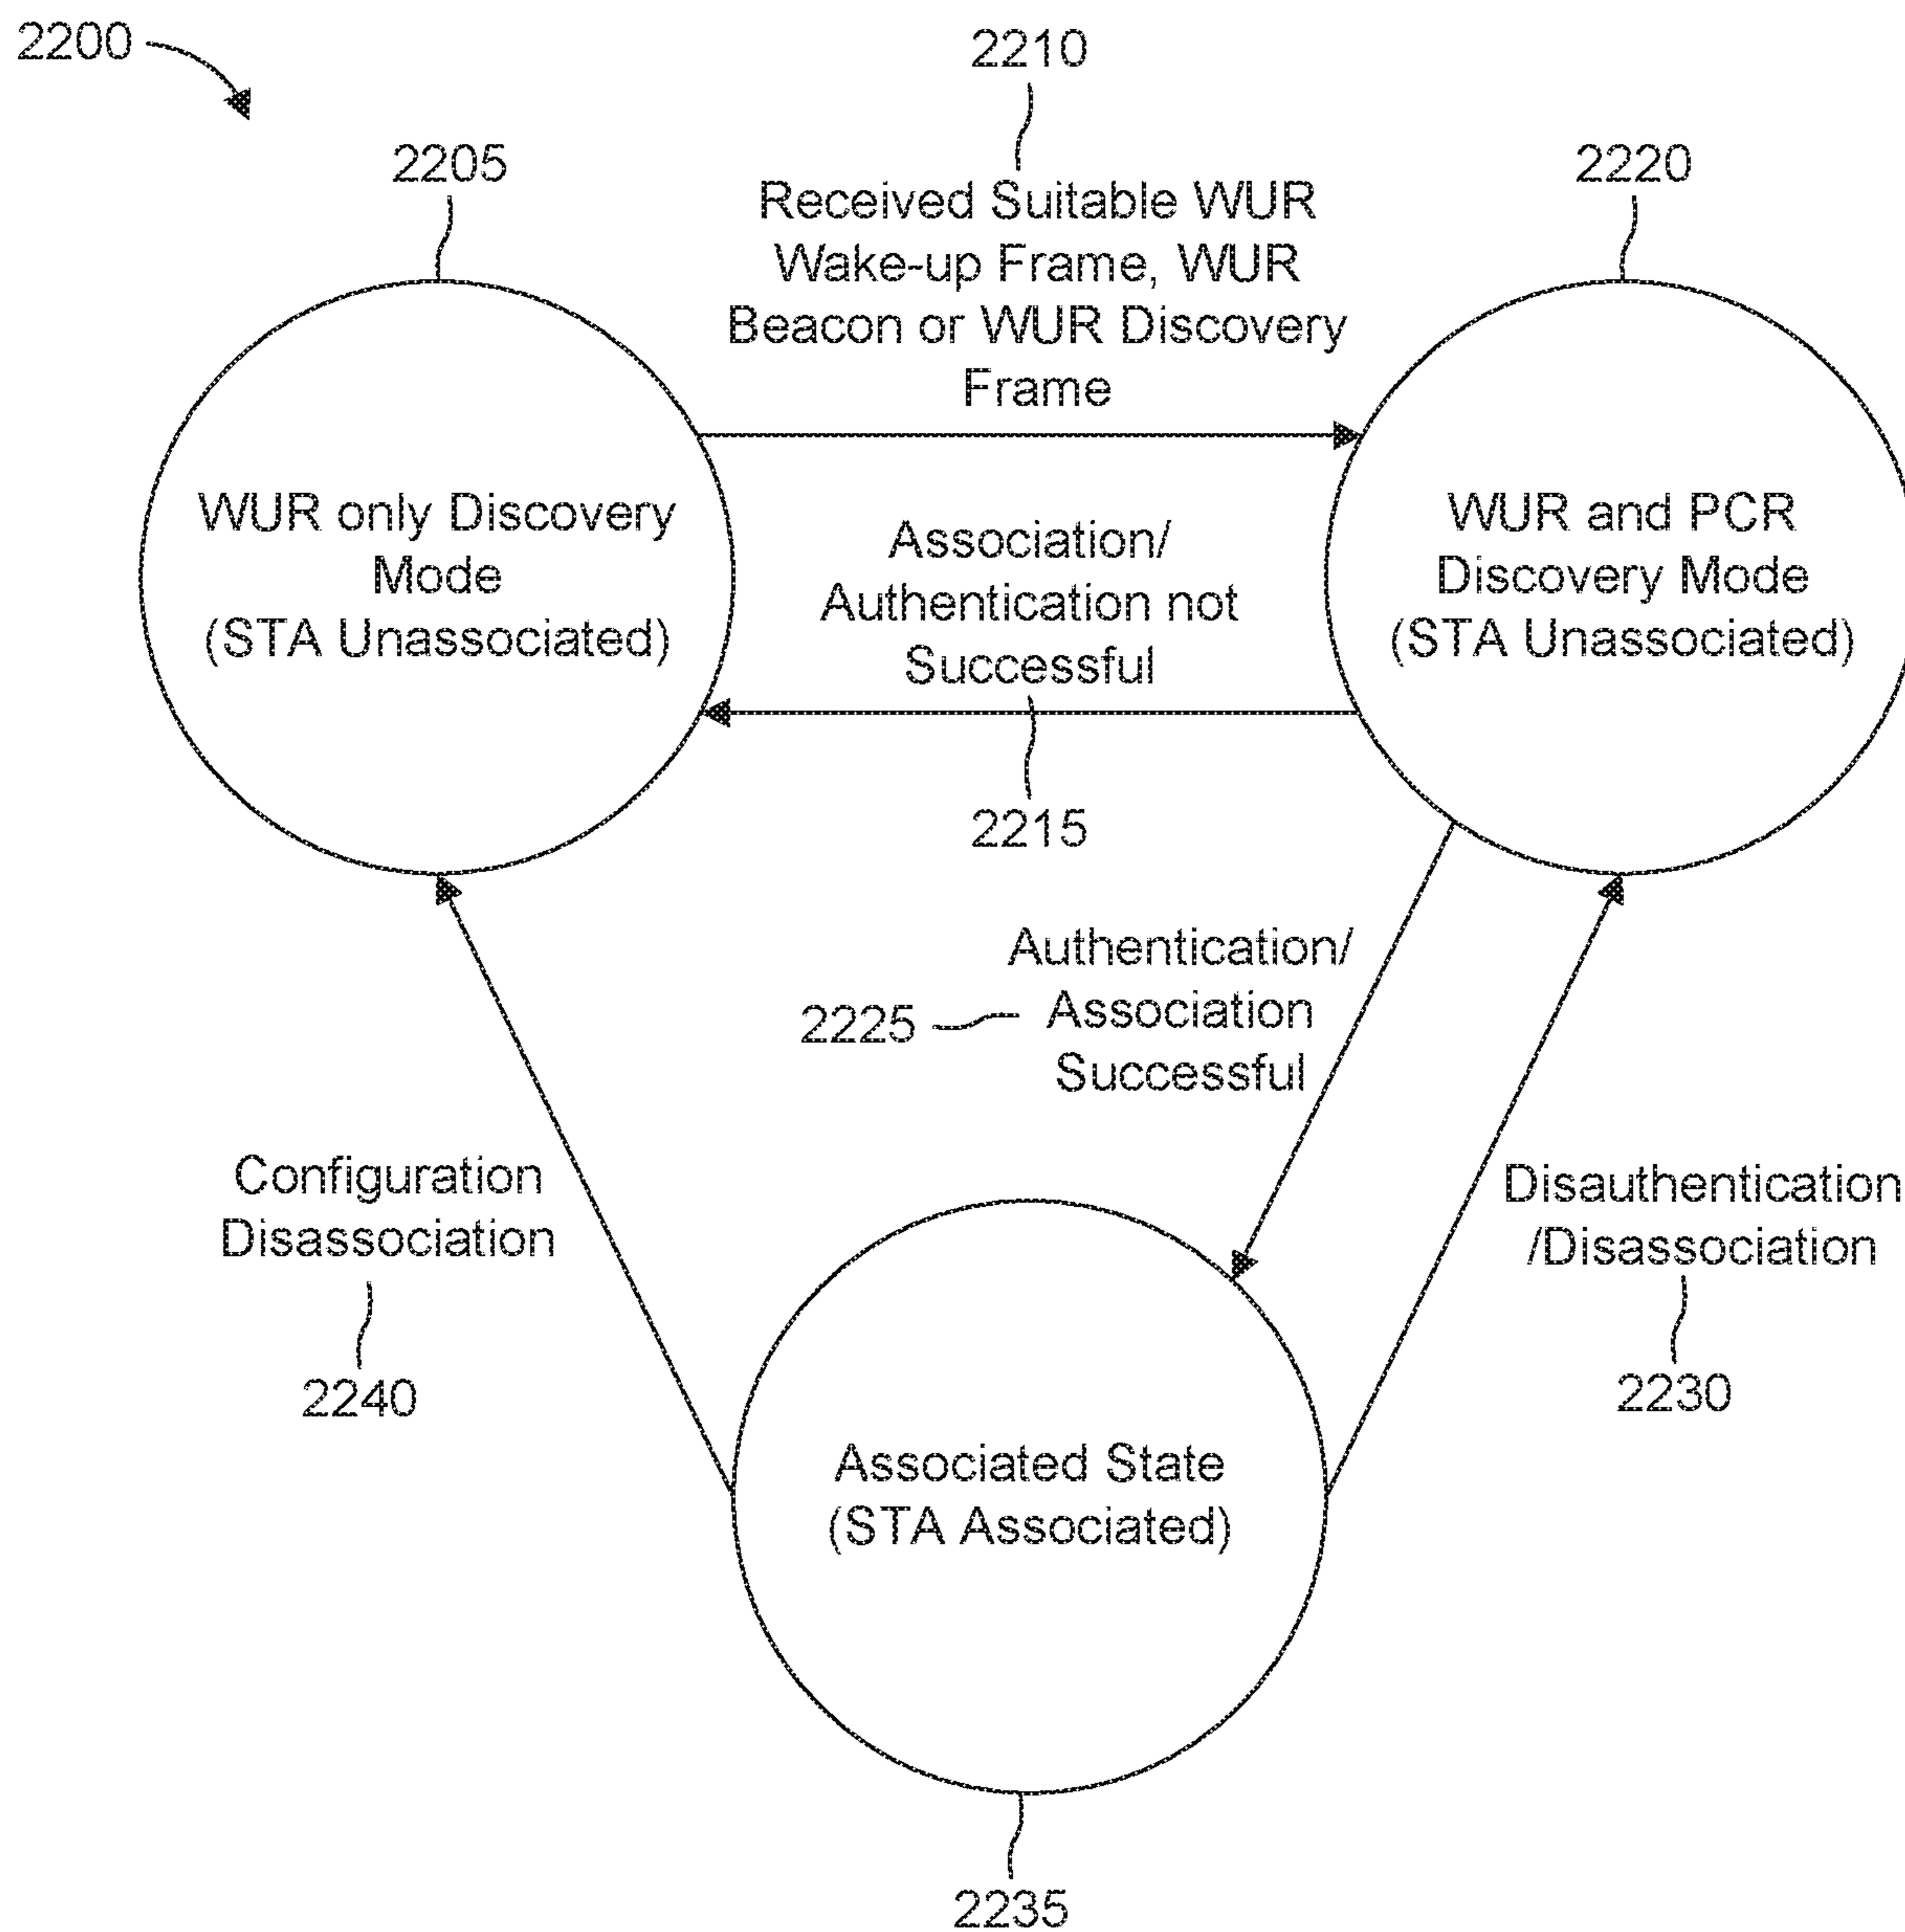 2200
2210
2205
2220
Received Suitable WUR
Wake-up Frame, WUR
Beacon or WUR Discovery
Frame
WUR only Discovery
Mode
(STA Unassociated)
Association/
Authentication not
Successful
WUR and PCR
Discovery Mode
(STA Unassociated)
2215
Authentication/
Association
Successful
2225
Configuration
Disassociation
2240
Disauthentication
/Disassociation
2230
Associated State
(STA Associated)
2235